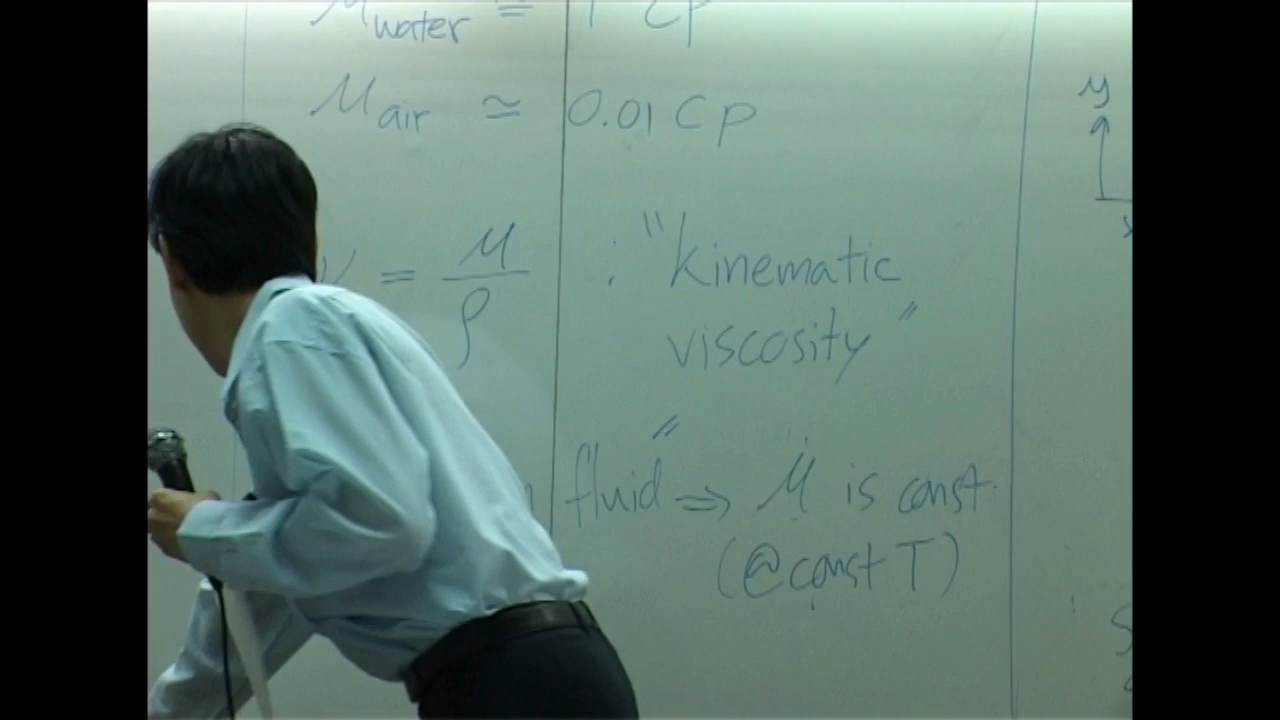 μwater ≅ 1 Cp
μair ≃ 0.01 Cp
ν = μ/ρ : "kinematic
viscosity"
n fluid" ⇒ μ is const.
(@const T)
y
x